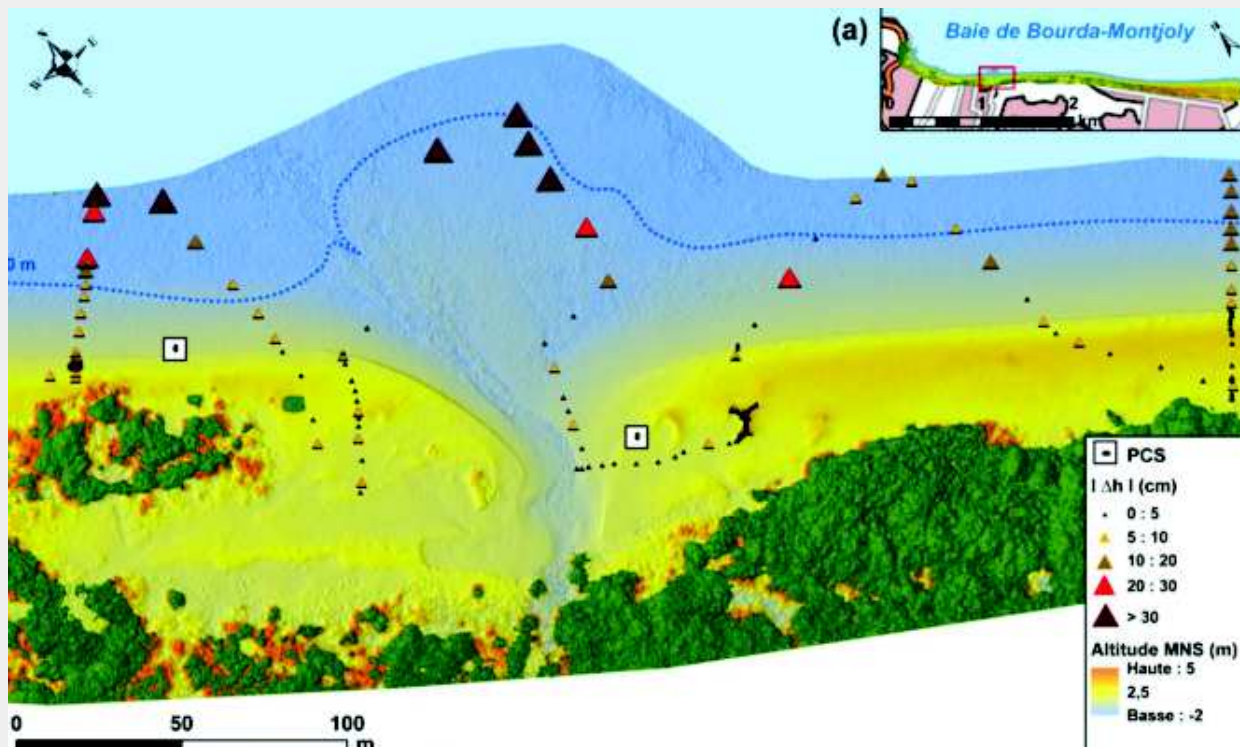 (a)
Baie de Bourda-Montjoly
0 1 2
km
0 m
PCS
| Δh | (cm)
0 : 5
5 : 10
10 : 20
20 : 30
> 30
Altitude MNS (m)
Haute : 5
2,5
Basse : -2
0 50 100
m